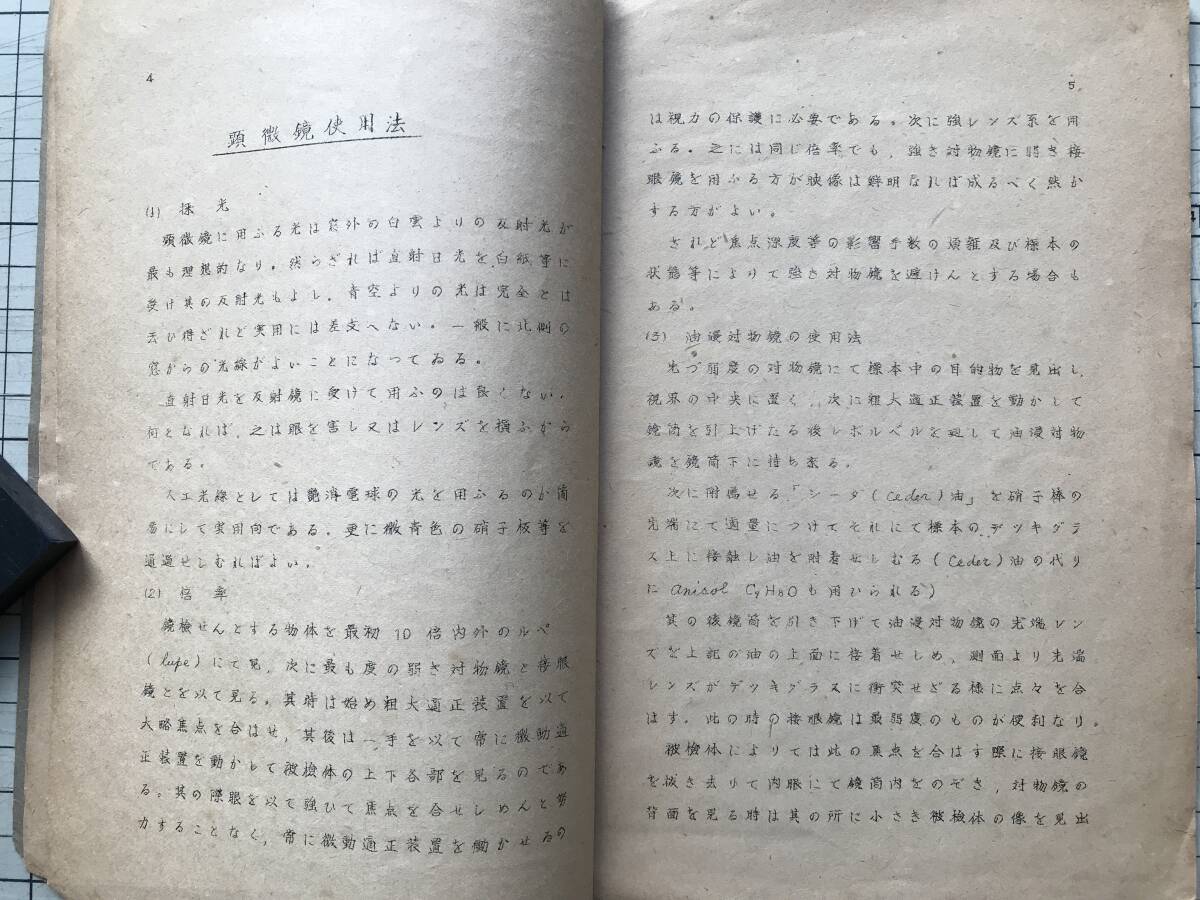 4
顕微鏡使用法
(1) 採光
顕微鏡に用ふる光は窓外の白雲よりの反射光が
最も理想的なり。然らざれば直射日光を白紙等に
受け其の反射光もよし。青空よりの光は完全とは
云ひ得ざれど実用には差支へない。一般に北側の
窓からの光線がよいことになつてゐる。
直射日光を反射鏡に受けて用ふのは良くない。
何となれば、之は眼を害し又はレンズを損ふから
である。
人工光線としては艶消電球の光を用ふるのが簡
易にして実用向である。更に微青色の硝子板等を
通過せしむればよい。
(2) 倍率
鏡検せんとする物体を最初10倍内外のルペ
(lupe)にて見、次に最も度の弱き対物鏡と接眼
鏡とを以て見る。其時は始め粗大適正装置を以て
大略焦点を合はせ、其後は一手を以て常に微動適
正装置を動かして被検体の上下各部を見るのであ
る。其の際眼を以て強ひて焦点を合せしめんと努
力することなく、常に微動適正装置を働かせるの
5
は視力の保護に必要である。次に強レンズ系を用
ふる。之には同じ倍率でも、強き対物鏡に弱き接
眼鏡を用ふる方が映像は鮮明なれば成るべく然か
する方がよい。
されど焦点深度等の影響手数の煩雑及び標本の
状態等によりて強き対物鏡を避けんとする場合も
ある。
(3) 油浸対物鏡の使用法
先づ弱度の対物鏡にて標本中の目的物を見出し、
視界の中央に置く、次に粗大適正装置を動かして
鏡筒を引上げたる後レボルベルを廻して油浸対物
鏡を鏡筒下に持ち来る。
次に附属せる「シーダ(Ceder)油」を硝子棒の
先端にて適量につけてそれにて標本のデツキグラ
ス上に接触し油を附着せしむる(Ceder)油の代り
に anisol C7H8Oも用ひられる)
其の後鏡筒を引き下げて油浸対物鏡の先端レン
ズを上記の油の上面に接着せしめ、側面より先端
レンズがデツキグラスに衝突せざる様に点々を合
はす。此の時の接眼鏡は最弱度のものが便利なり。
被検体によりては此の焦点を合はす際に接眼鏡
を抜き去りて肉眼にて鏡筒内をのぞき、対物鏡の
背面を見る時は其の所に小さき被検体の像を見出